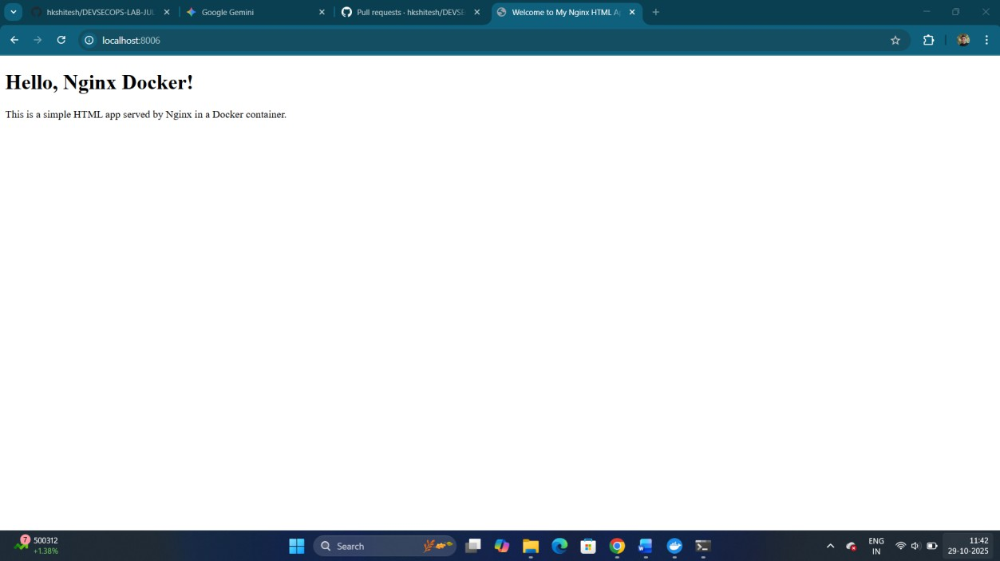 hkshitesh/DEVSECOPS-LAB-JUL
Google Gemini
Pull requests · hkshitesh/DEVSE
Welcome to My Nginx HTML A
localhost:8006
Hello, Nginx Docker!
This is a simple HTML app served by Nginx in a Docker container.
7
500312
+1.38%
Search
ENG
IN
11:42
29-10-2025